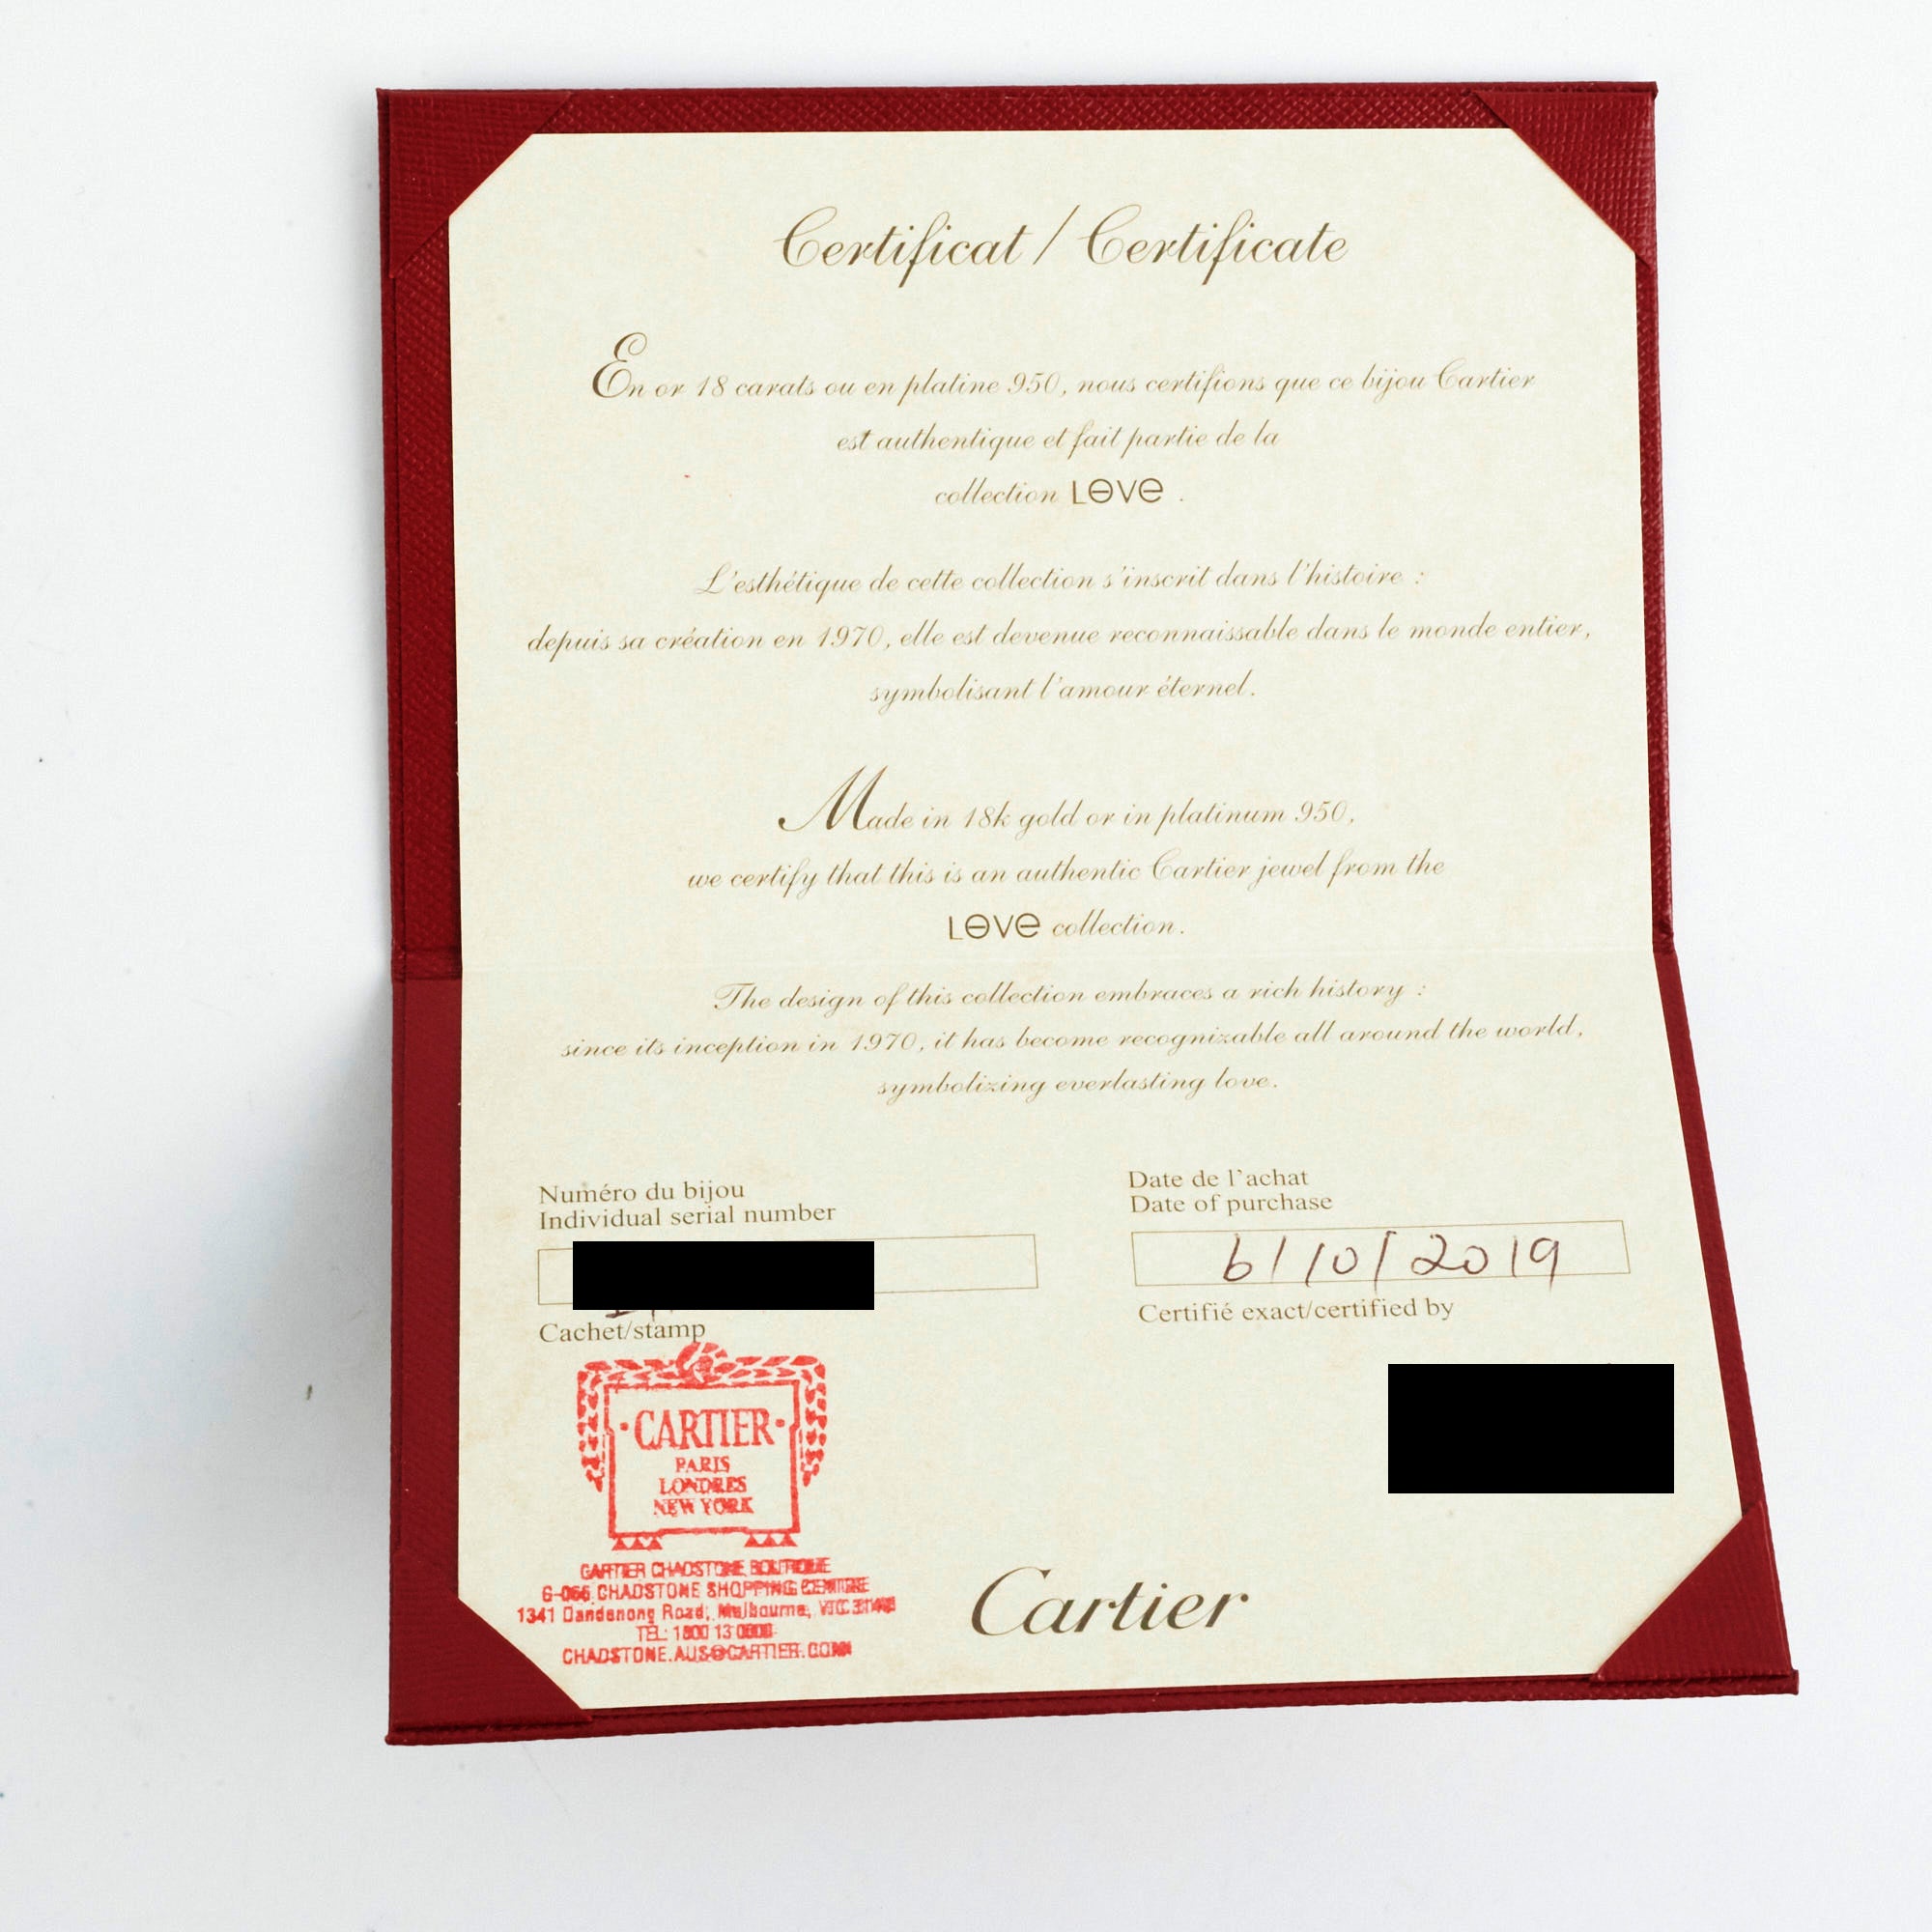 Certificat / Certificate
En or 18 carats ou en platine 950, nous certifions que ce bijou Cartier
est authentique et fait partie de la
collection LOVE .
L'esthétique de cette collection s'inscrit dans l'histoire :
depuis sa création en 1970, elle est devenue reconnaissable dans le monde entier,
symbolisant l'amour éternel.
Made in 18k gold or in platinum 950,
we certify that this is an authentic Cartier jewel from the
LOVE collection.
The design of this collection embraces a rich history :
since its inception in 1970, it has become recognizable all around the world,
symbolizing everlasting love.
Numéro du bijou
Individual serial number
Date de l'achat
Date of purchase
6/10/2019
Cachet/stamp
Certifié exact/certified by
·CARTIER·
PARIS
LONDRES
NEW YORK
CARTIER CHADSTONE BOUTIQUE
CHADSTONE SHOPPING CENTRE
1341 Dandenong Road, Melbourne, VIC
TEL: 1800 13 0000
CHADSTONE.AUS@CARTIER.COM
Cartier